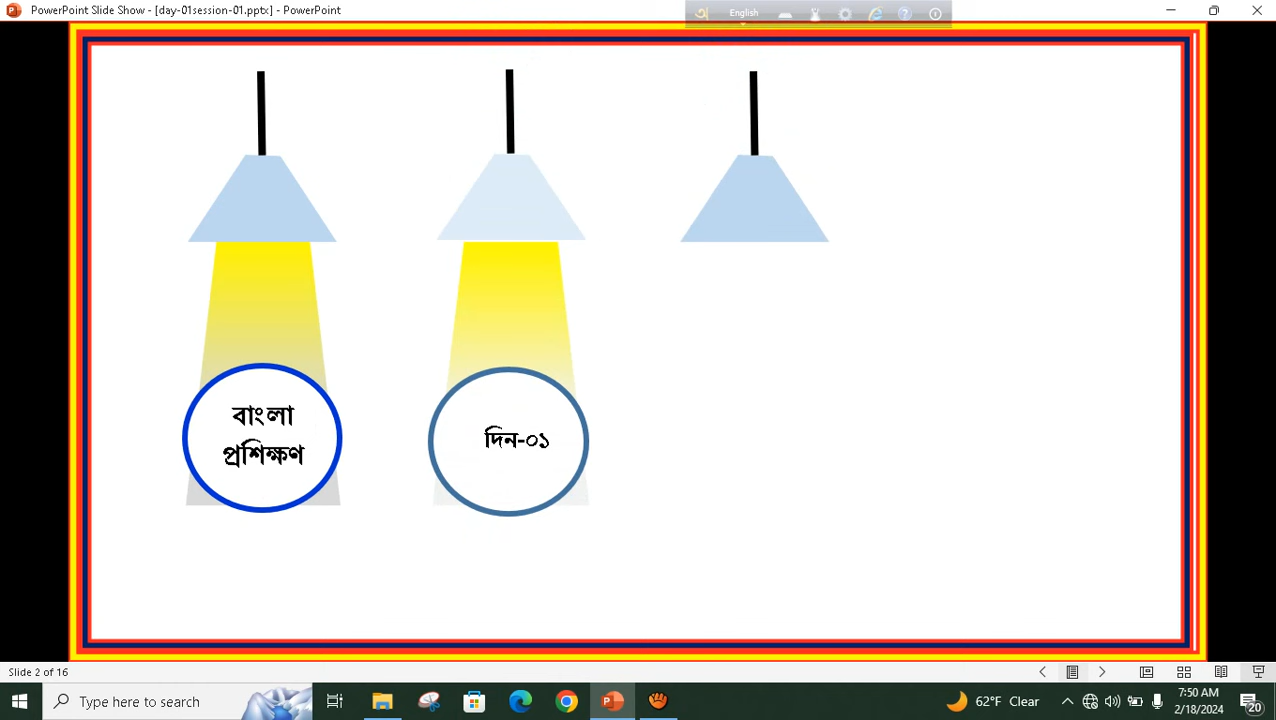 PowerPoint Slide Show - [day-01session-01.pptx] - PowerPoint
English
বাংলা
প্রশিক্ষণ
দিন-০১
Slide 2 of 16
Type here to search
62°F Clear
7:50 AM
2/18/2024
20